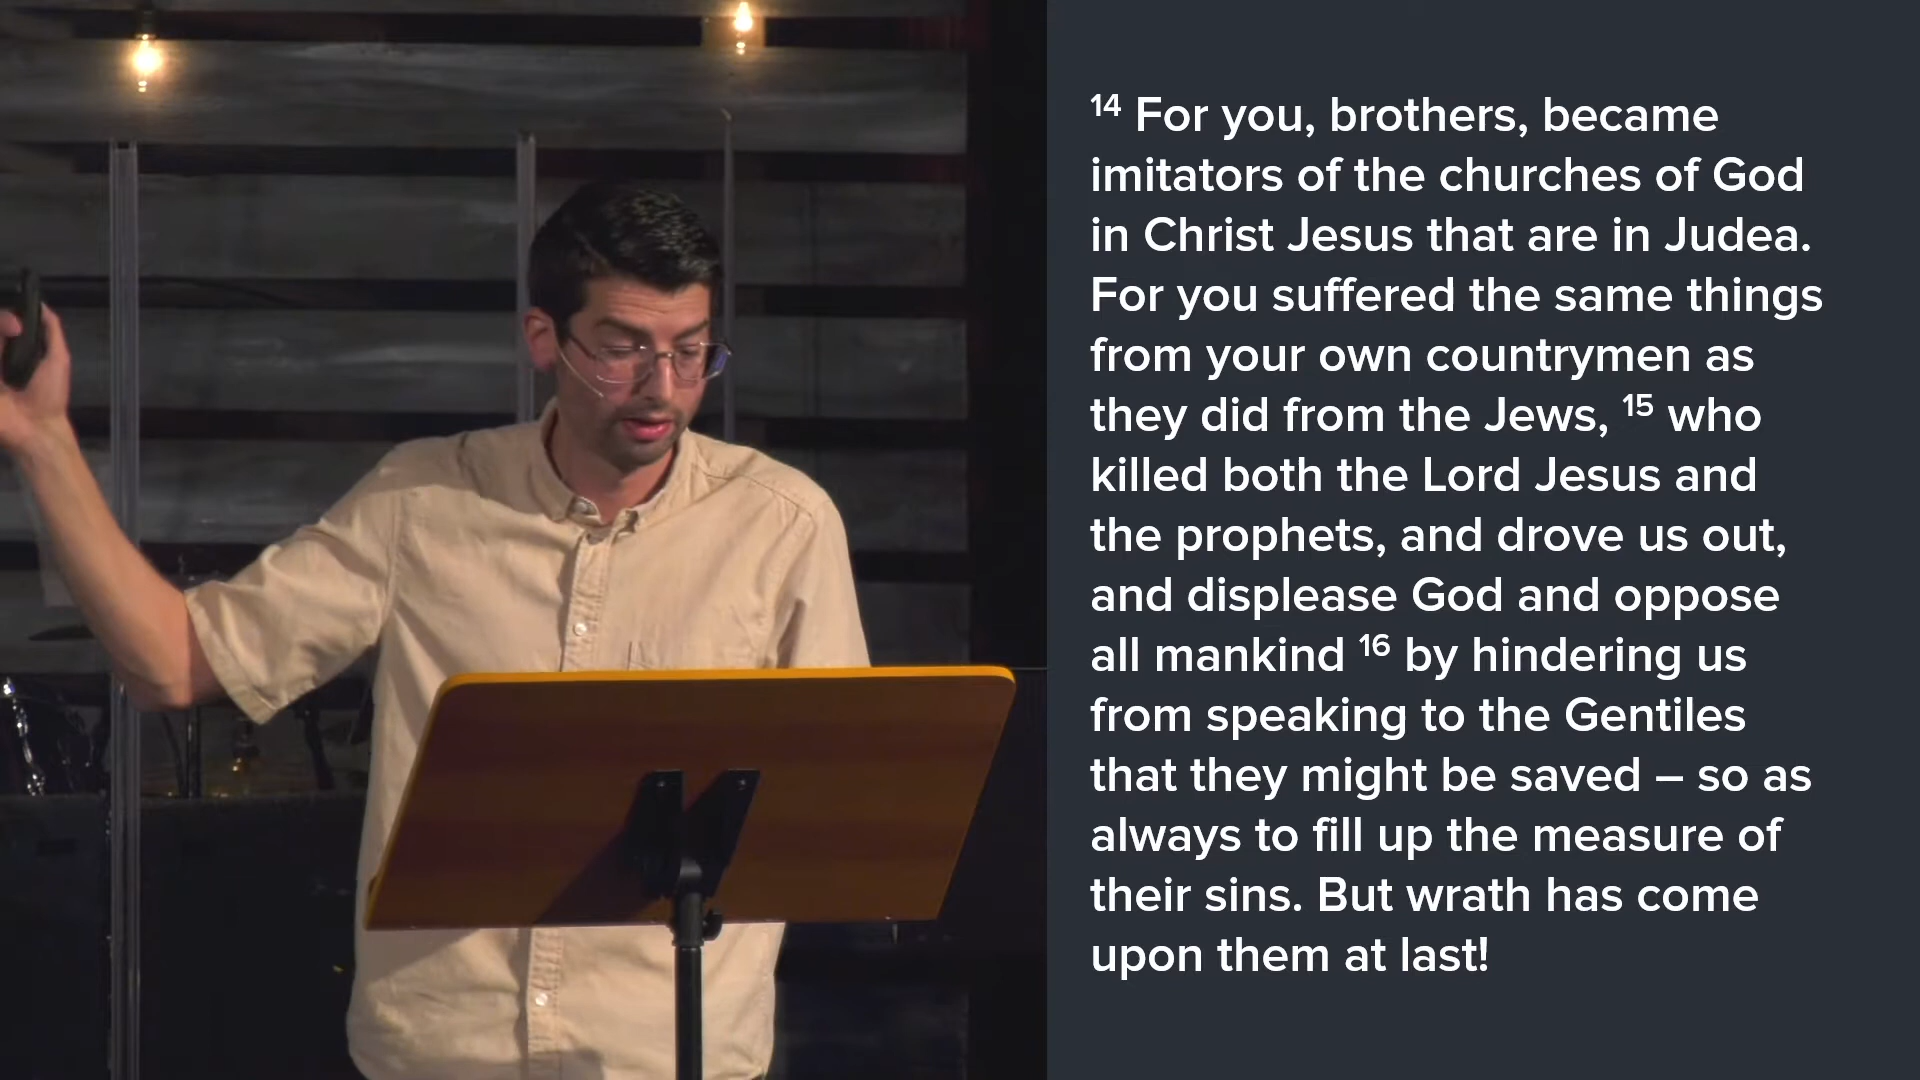 14 For you, brothers, became
imitators of the churches of God
in Christ Jesus that are in Judea.
For you suffered the same things
from your own countrymen as
they did from the Jews, 15 who
killed both the Lord Jesus and
the prophets, and drove us out,
and displease God and oppose
all mankind 16 by hindering us
from speaking to the Gentiles
that they might be saved – so as
always to fill up the measure of
their sins. But wrath has come
upon them at last!